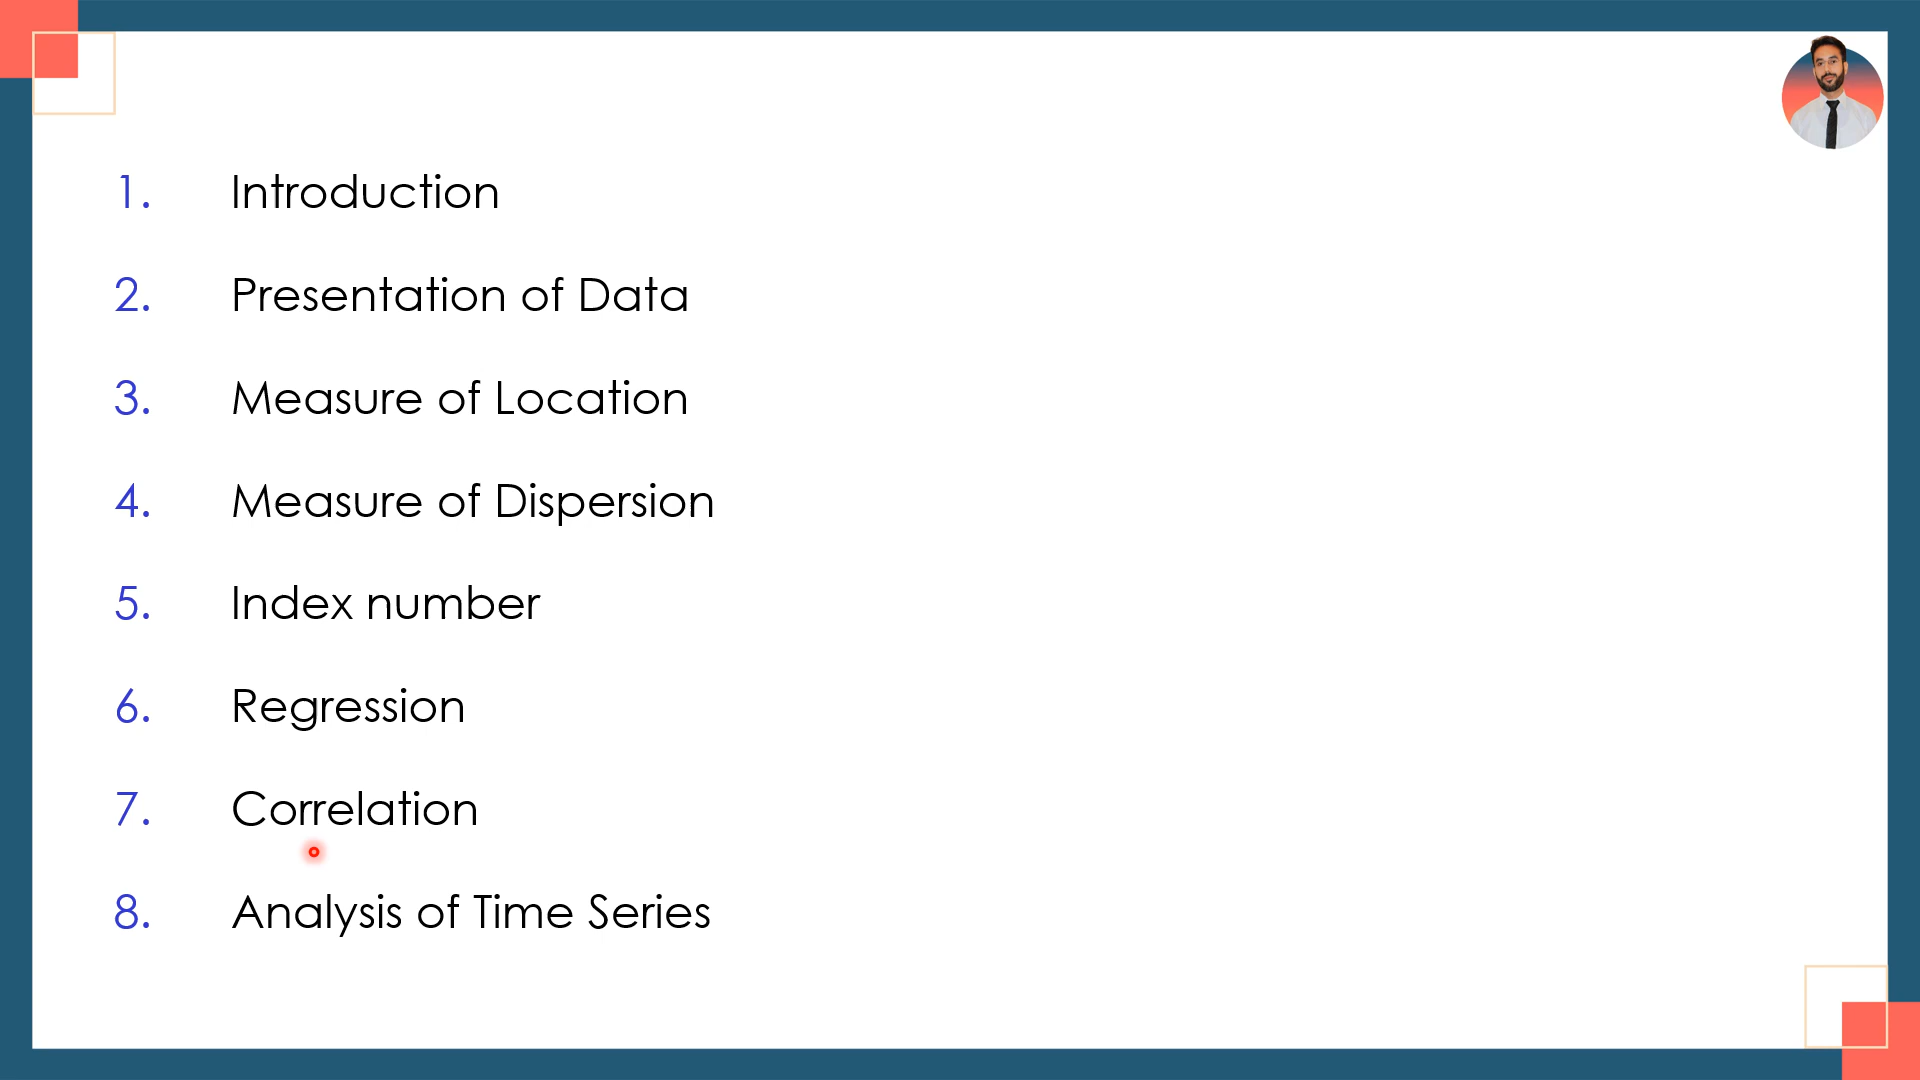 1. Introduction
2. Presentation of Data
3. Measure of Location
4. Measure of Dispersion
5. Index number
6. Regression
7. Correlation
8. Analysis of Time Series